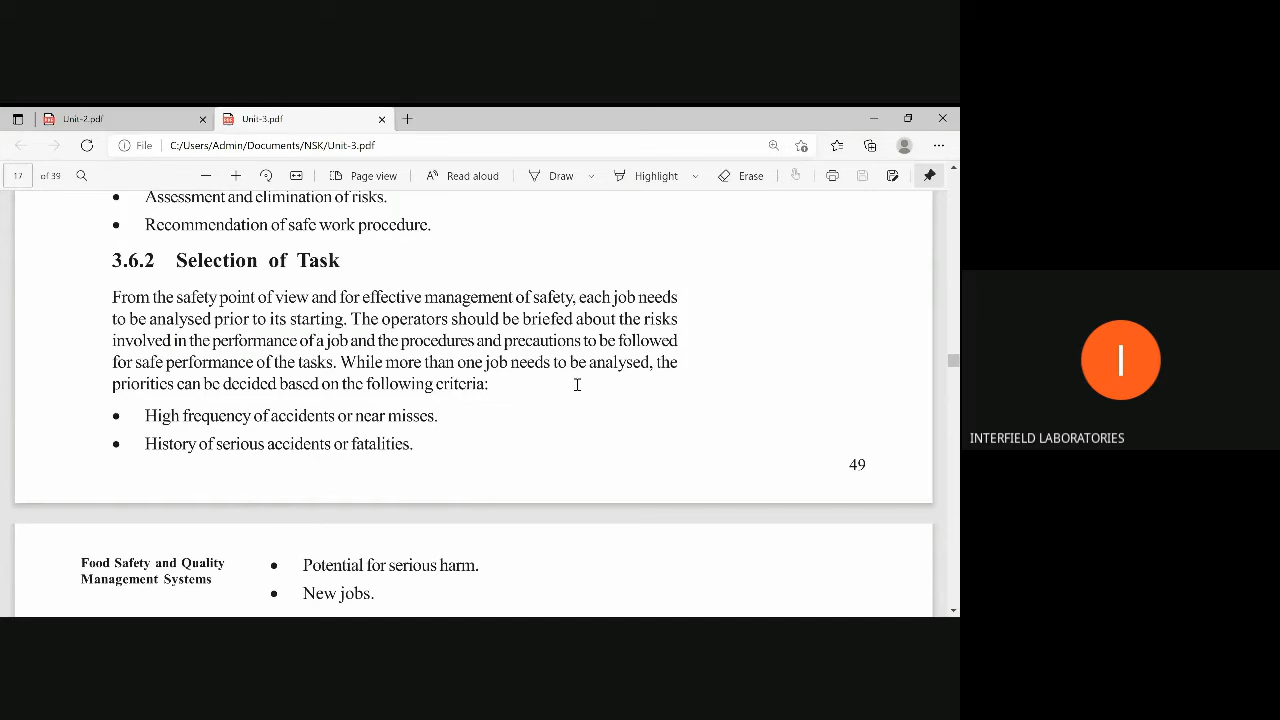 Unit-2.pdf
Unit-3.pdf
File C:/Users/Admin/Documents/NSK/Unit-3.pdf
17 of 39 Page view Read aloud Draw Highlight Erase
• Assessment and elimination of risks.
• Recommendation of safe work procedure.
3.6.2 Selection of Task
From the safety point of view and for effective management of safety, each job needs
to be analysed prior to its starting. The operators should be briefed about the risks
involved in the performance of a job and the procedures and precautions to be followed
for safe performance of the tasks. While more than one job needs to be analysed, the
priorities can be decided based on the following criteria:
• High frequency of accidents or near misses.
• History of serious accidents or fatalities.
49
Food Safety and Quality
Management Systems
• Potential for serious harm.
• New jobs.
I
INTERFIELD LABORATORIES